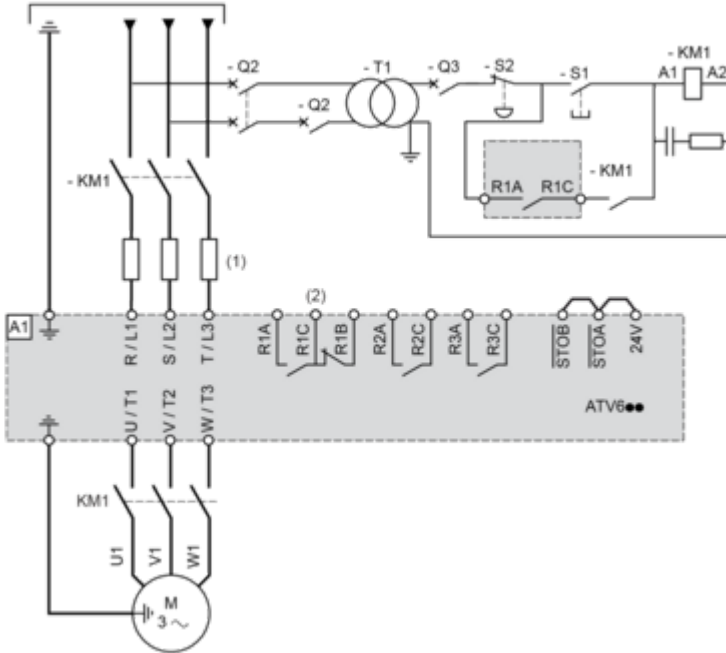 - Q2
- T1
- Q3
- S2
- S1
- KM1
A1
A2
- Q2
- KM1
R1A
R1C
- KM1
(1)
(2)
A1
R / L1
S / L2
T / L3
R1A
R1C
R1B
R2A
R2C
R3A
R3C
STOB
STOA
24V
U / T1
V / T2
W / T3
ATV6●●
KM1
U1
V1
W1
M
3 ~